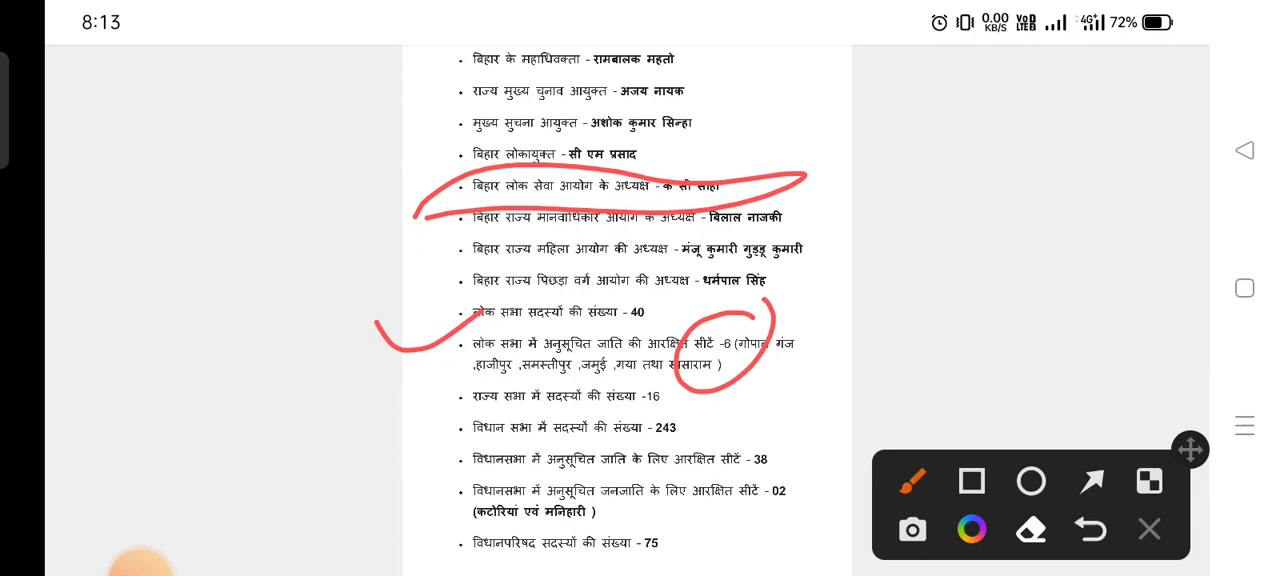 8:13
0.00 KB/S VoD LTE2 4G+ 72%
• बिहार के महाधिवक्ता - रामबालक महतो
• राज्य मुख्य चुनाव आयुक्त - अजय नायक
• मुख्य सुचना आयुक्त - अशोक कुमार सिन्हा
• बिहार लोकायुक्त - सी एम प्रसाद
• बिहार लोक सेवा आयोग के अध्यक्ष - के सी साहा
• बिहार राज्य मानवाधिकार आयोग के अध्यक्ष - बिलाल नाजकी
• बिहार राज्य महिला आयोग की अध्यक्ष - मंजू कुमारी गुड्डू कुमारी
• बिहार राज्य पिछड़ा वर्ग आयोग की अध्यक्ष - धर्मपाल सिंह
• लोक सभा सदस्यों की संख्या - 40
• लोक सभा में अनुसूचित जाति की आरक्षित सीटें -6 (गोपाल गंज
,हाजीपुर ,समस्तीपुर ,जमुई ,गया तथा सासाराम )
• राज्य सभा में सदस्यों की संख्या -16
• विधान सभा में सदस्यों की संख्या - 243
• विधानसभा में अनुसूचित जाति के लिए आरक्षित सीटें - 38
• विधानसभा में अनुसूचित जनजाति के लिए आरक्षित सीटें - 02
(कटोरियां एवं मनिहारी )
• विधानपरिषद सदस्यों की संख्या - 75